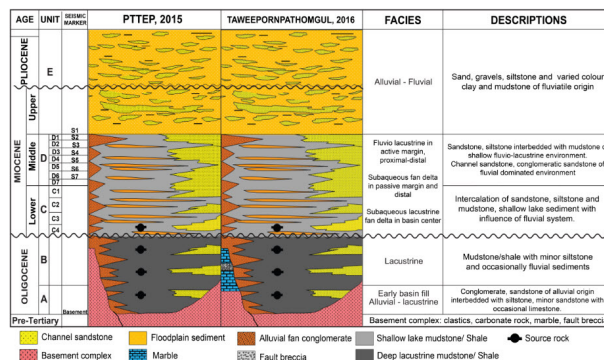 AGE UNIT SEISMIC MARKER PTTEP, 2015 TAWEEPORNPATHOMGUL, 2016 FACIES DESCRIPTIONS
PLIOCENE
E
Alluvial - Fluvial
Sand, gravels, siltstone and varied colour
clay and mudstone of fluviatile origin
Upper
S1
MIOCENE
Middle
D
D1
D2
D3
D4
D5
D6
D7
S2
S3
S4
S5
S6
S7
Fluvio lacustrine in
active margin,
proximal-distal
Subaqueous fan delta
in passive margin and
distal
Subaqueous lacustrine
fan delta in basin center
Sandstone, siltstone interbedded with mudstone of
shallow fluvio-lacustrine environment.
Channel sandstone, conglomeratic sandstone of
fluvial dominated environment
Lower
C
C1
C2
C3
C4
Intercalation of sandstone, siltstone and
mudstone, shallow lake sediment with
influence of fluvial system.
OLIGOCENE
B
Lacustrine
Mudstone/shale with minor siltstone
and occasionally fluvial sediments
A
Early basin fill
Alluvial - lacustrine
Conglomerate, sandstone of alluvial origin
interbedded with siltstone, minor sandstone with
occasional limestone.
Basement
Pre-Tertiary
Basement complex: clastics, carbonate rock, marble, fault breccia
Channel sandstone Floodplain sediment Alluvial fan conglomerate Shallow lake mudstone/ Shale Source rock
Basement complex Marble Fault breccia Deep lacustrine mudstone/ Shale